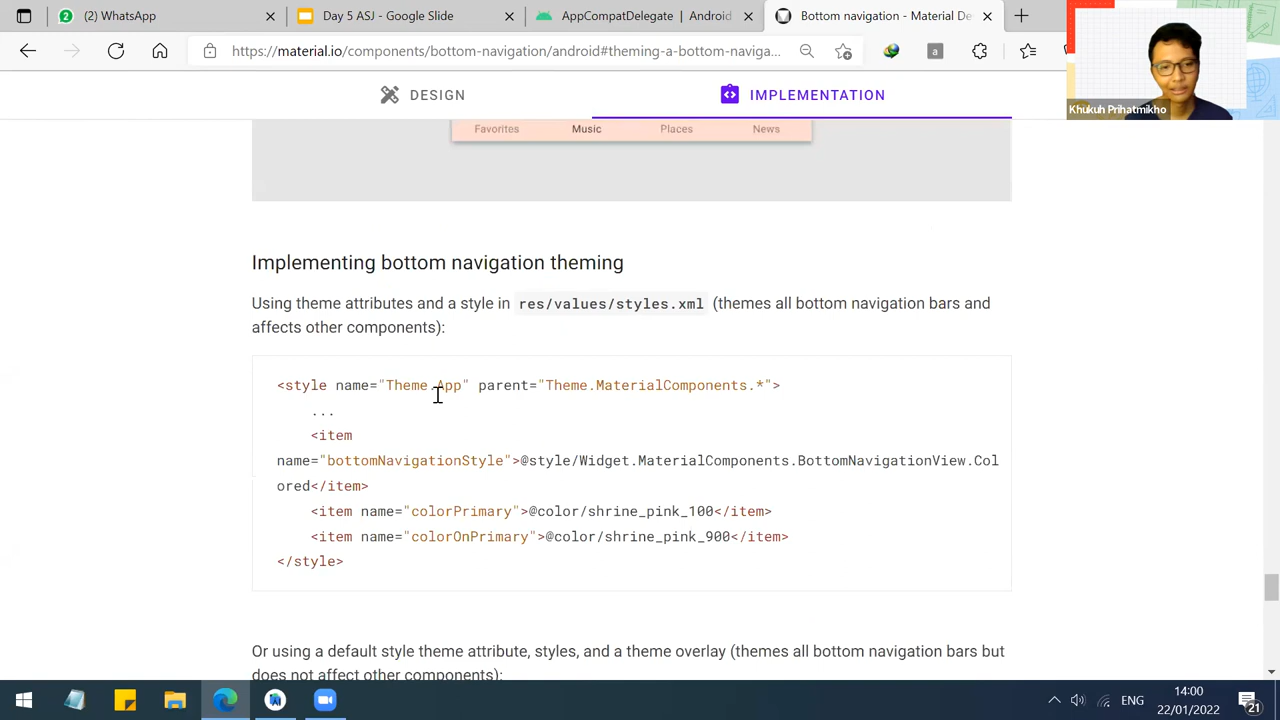 WhatsApp
Day 5 AS1 - Google Slides
AppCompatDelegate | Android
Bottom navigation - Material De
https://material.io/components/bottom-navigation/android#theming-a-bottom-naviga...
a
DESIGN
IMPLEMENTATION
Khukuh Prihatmikho
Favorites Music Places News
Implementing bottom navigation theming
Using theme attributes and a style in res/values/styles.xml (themes all bottom navigation bars and
affects other components):
<style name="Theme.App" parent="Theme.MaterialComponents.*">
...
<item
name="bottomNavigationStyle">@style/Widget.MaterialComponents.BottomNavigationView.Col
ored</item>
<item name="colorPrimary">@color/shrine_pink_100</item>
<item name="colorOnPrimary">@color/shrine_pink_900</item>
</style>
Or using a default style theme attribute, styles, and a theme overlay (themes all bottom navigation bars but
does not affect other components):
ENG
14:00
22/01/2022
21